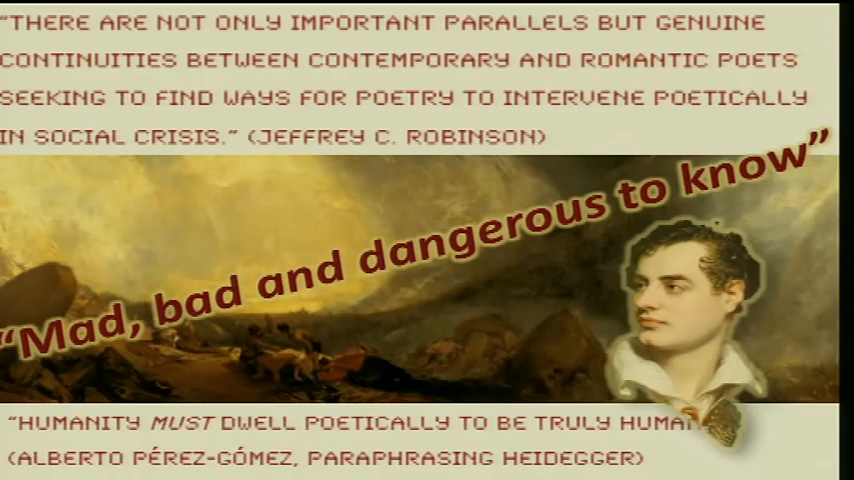 "THERE ARE NOT ONLY IMPORTANT PARALLELS BUT GENUINE
CONTINUITIES BETWEEN CONTEMPORARY AND ROMANTIC POETS
SEEKING TO FIND WAYS FOR POETRY TO INTERVENE POETICALLY
IN SOCIAL CRISIS." (JEFFREY C. ROBINSON)
"Mad, bad and dangerous to know"
"HUMANITY MUST DWELL POETICALLY TO BE TRULY HUMAN
(ALBERTO PÉREZ-GÓMEZ, PARAPHRASING HEIDEGGER)